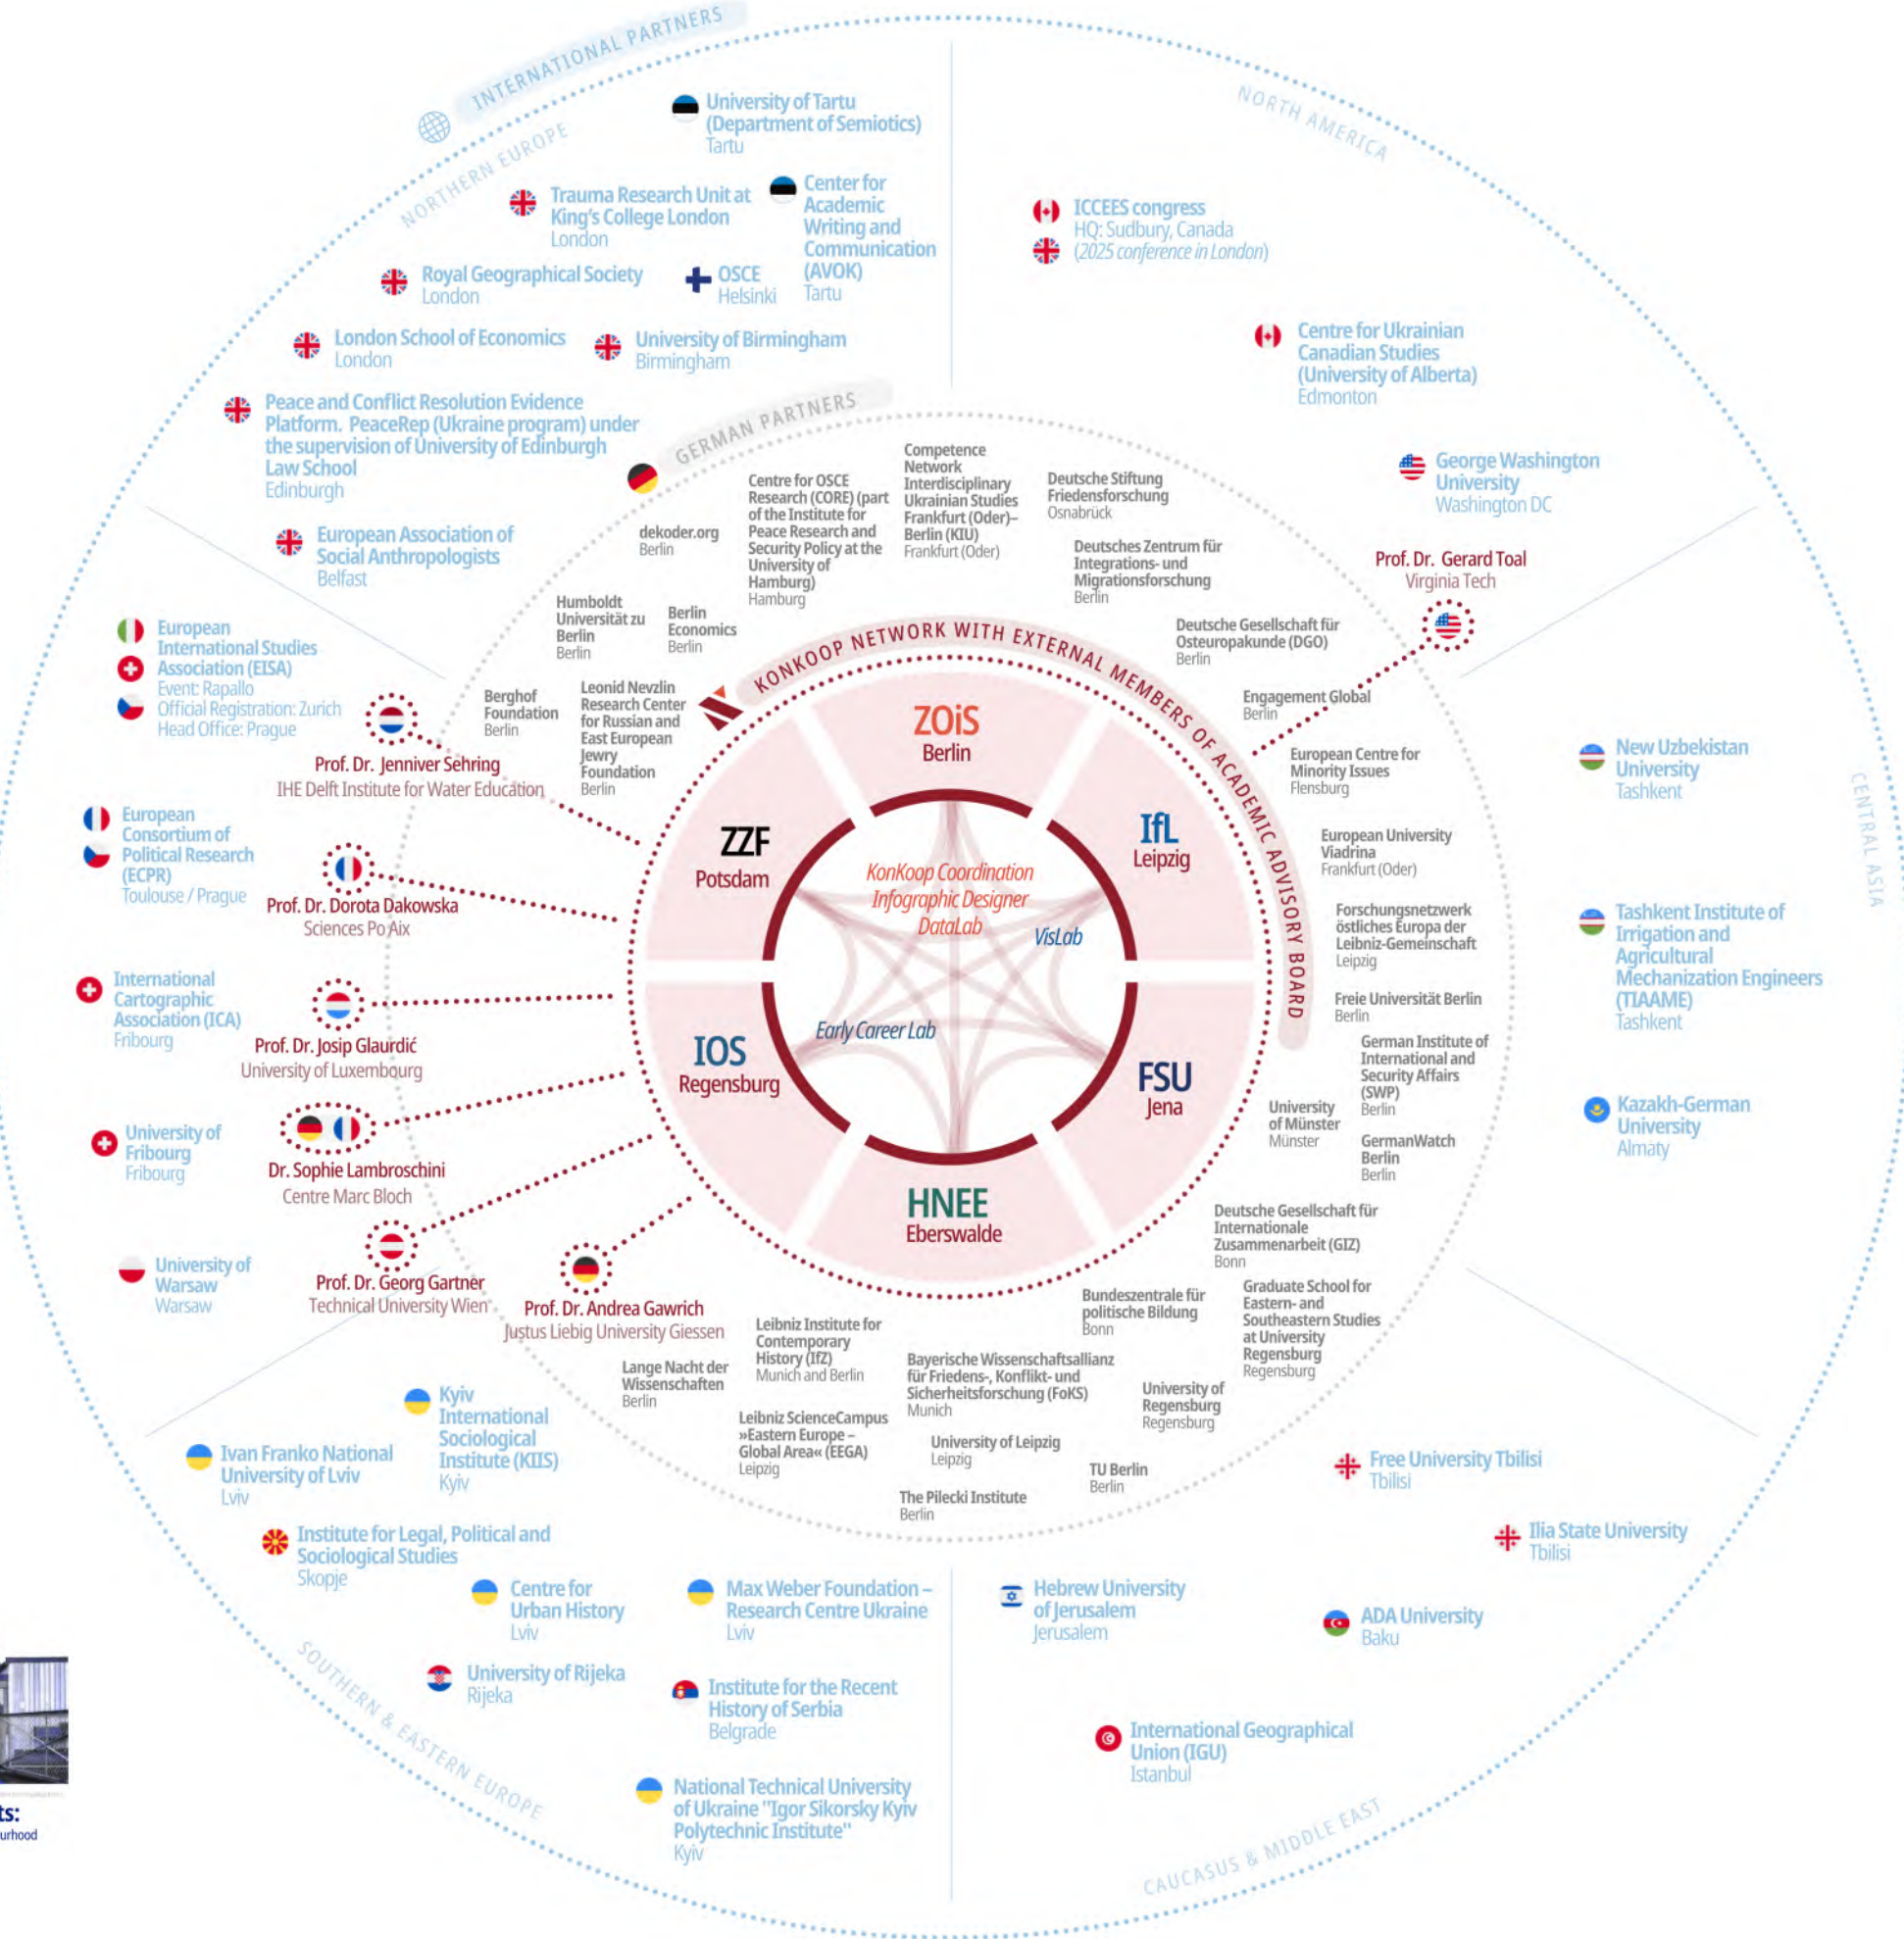 INTERNATIONAL PARTNERS
NORTHERN EUROPE
University of Tartu
(Department of Semiotics)
Tartu
Trauma Research Unit at
King's College London
London
Center for
Academic
Writing and
Communication
(AVOK)
Tartu
Royal Geographical Society
London
OSCE
Helsinki
London School of Economics
London
University of Birmingham
Birmingham
Peace and Conflict Resolution Evidence
Platform. PeaceRep (Ukraine program) under
the supervision of University of Edinburgh
Law School
Edinburgh
European Association of
Social Anthropologists
Belfast
NORTH AMERICA
ICCEES congress
HQ: Sudbury, Canada
(2025 conference in London)
Centre for Ukrainian
Canadian Studies
(University of Alberta)
Edmonton
George Washington
University
Washington DC
Prof. Dr. Gerard Toal
Virginia Tech
GERMAN PARTNERS
dekoder.org
Berlin
Centre for OSCE
Research (CORE) (part
of the Institute for
Peace Research and
Security Policy at the
University of
Hamburg)
Hamburg
Competence
Network
Interdisciplinary
Ukrainian Studies
Frankfurt (Oder)–
Berlin (KIU)
Frankfurt (Oder)
Deutsche Stiftung
Friedensforschung
Osnabrück
Deutsches Zentrum für
Integrations- und
Migrationsforschung
Berlin
Humboldt
Universität zu
Berlin
Berlin
Berlin
Economics
Berlin
Deutsche Gesellschaft für
Osteuropakunde (DGO)
Berlin
Berghof
Foundation
Berlin
Leonid Nevzlin
Research Center
for Russian and
East European
Jewry
Foundation
Berlin
Engagement Global
Berlin
European Centre for
Minority Issues
Flensburg
European University
Viadrina
Frankfurt (Oder)
Forschungsnetzwerk
östliches Europa der
Leibniz-Gemeinschaft
Leipzig
Freie Universität Berlin
Berlin
German Institute of
International and
Security Affairs
(SWP)
Berlin
University
of Münster
Münster
GermanWatch
Berlin
Berlin
Deutsche Gesellschaft für
Internationale
Zusammenarbeit (GIZ)
Bonn
Graduate School for
Eastern- and
Southeastern Studies
at University
Regensburg
Regensburg
Bundeszentrale für
politische Bildung
Bonn
University of
Regensburg
Regensburg
Bayerische Wissenschaftsallianz
für Friedens-, Konflikt- und
Sicherheitsforschung (FoKS)
Munich
Leibniz Institute for
Contemporary
History (IfZ)
Munich and Berlin
Lange Nacht der
Wissenschaften
Berlin
Leibniz ScienceCampus
»Eastern Europe –
Global Area« (EEGA)
Leipzig
University of Leipzig
Leipzig
TU Berlin
Berlin
The Pilecki Institute
Berlin
KONKOOP NETWORK WITH EXTERNAL MEMBERS OF ACADEMIC ADVISORY BOARD
ZOiS
Berlin
ZZF
Potsdam
IfL
Leipzig
KonKoop Coordination
Infographic Designer
DataLab
VisLab
Early Career Lab
IOS
Regensburg
FSU
Jena
HNEE
Eberswalde
European
International Studies
Association (EISA)
Event: Rapallo
Official Registration: Zurich
Head Office: Prague
Prof. Dr. Jenniver Sehring
IHE Delft Institute for Water Education
European
Consortium of
Political Research
(ECPR)
Toulouse / Prague
Prof. Dr. Dorota Dakowska
Sciences Po Aix
International
Cartographic
Association (ICA)
Fribourg
Prof. Dr. Josip Glaurdić
University of Luxembourg
University of
Fribourg
Fribourg
Dr. Sophie Lambroschini
Centre Marc Bloch
University of
Warsaw
Warsaw
Prof. Dr. Georg Gartner
Technical University Wien
Prof. Dr. Andrea Gawrich
Justus Liebig University Giessen
CENTRAL ASIA
New Uzbekistan
University
Tashkent
Tashkent Institute of
Irrigation and
Agricultural
Mechanization Engineers
(TIAAME)
Tashkent
Kazakh-German
University
Almaty
Kyiv
International
Sociological
Institute (KIIS)
Kyiv
Ivan Franko National
University of Lviv
Lviv
Institute for Legal, Political and
Sociological Studies
Skopje
Centre for
Urban History
Lviv
Max Weber Foundation –
Research Centre Ukraine
Lviv
University of Rijeka
Rijeka
Institute for the Recent
History of Serbia
Belgrade
National Technical University
of Ukraine "Igor Sikorsky Kyiv
Polytechnic Institute"
Kyiv
SOUTHERN & EASTERN EUROPE
Free University Tbilisi
Tbilisi
Ilia State University
Tbilisi
Hebrew University
of Jerusalem
Jerusalem
ADA University
Baku
International Geographical
Union (IGU)
Istanbul
CAUCASUS & MIDDLE EAST
ts:
urhood